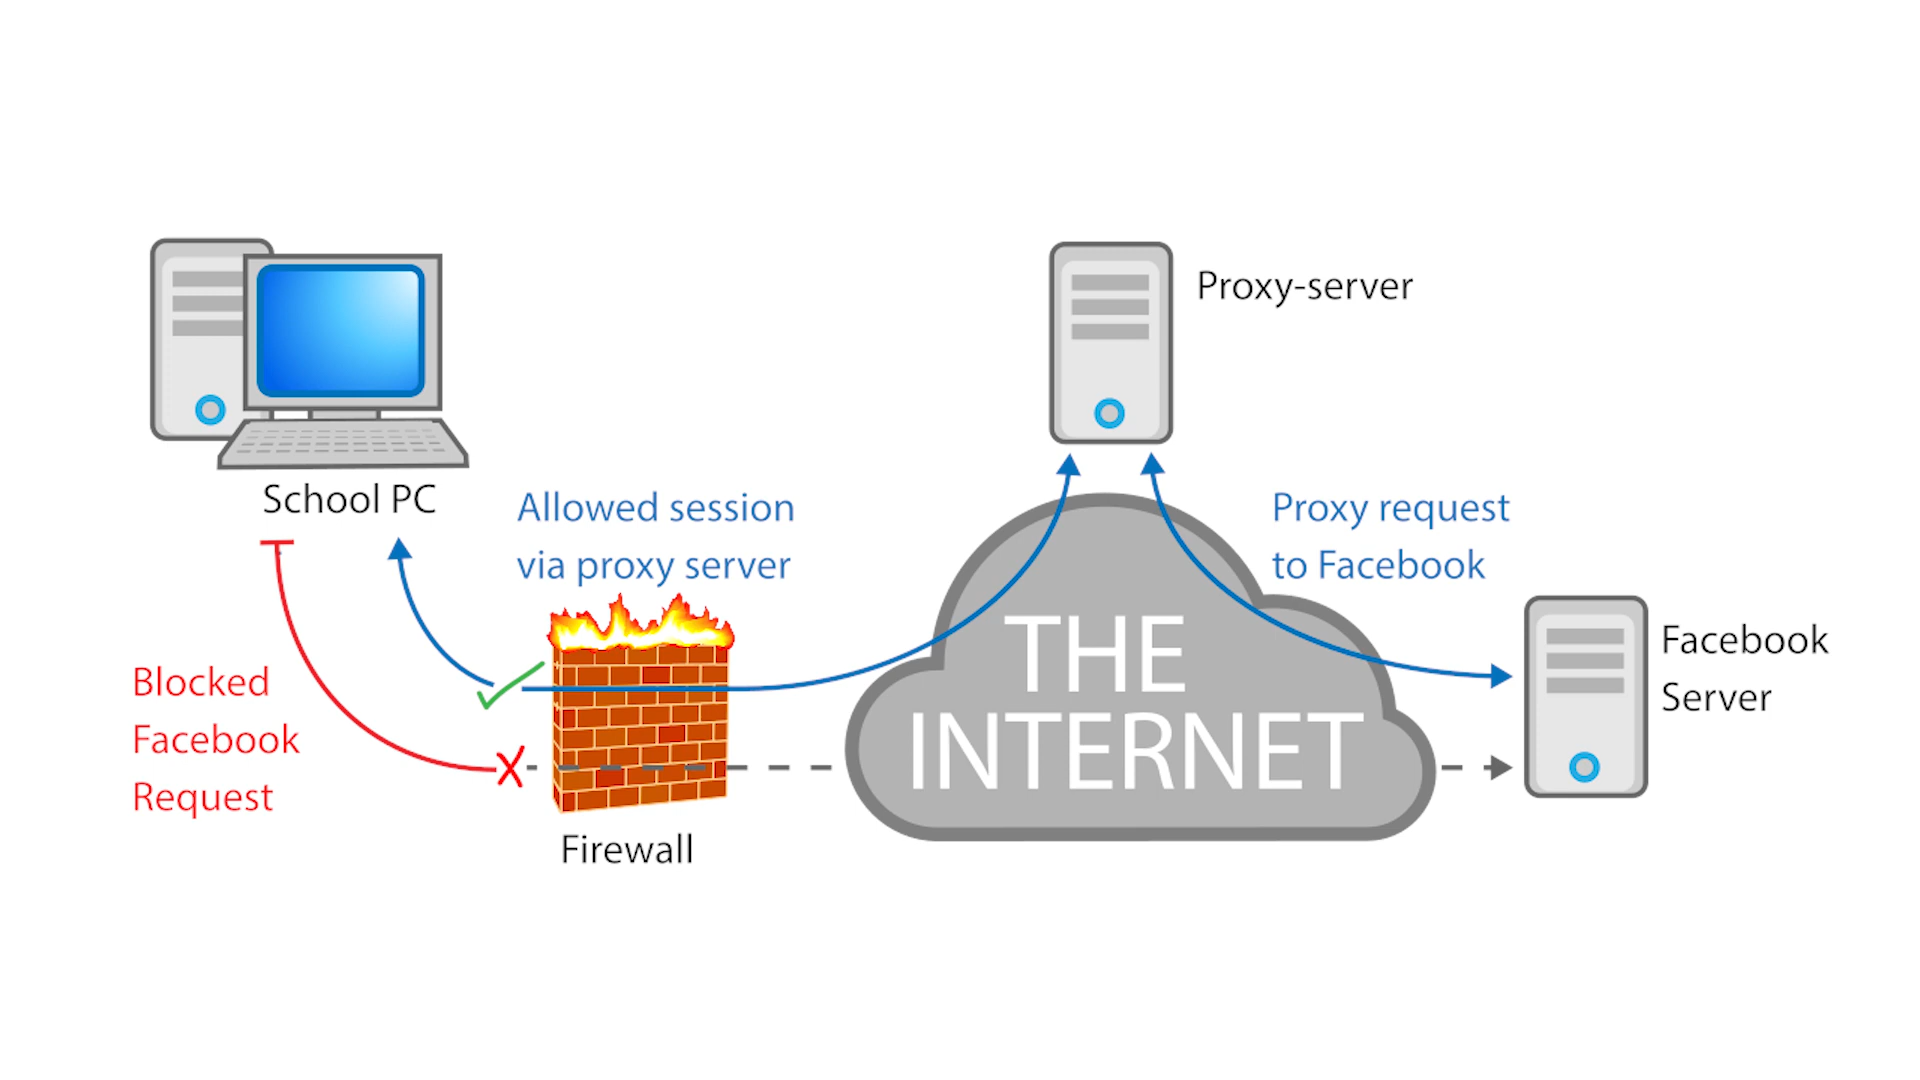 Proxy-server
School PC
Allowed session
via proxy server
Proxy request
to Facebook
THE
INTERNET
Facebook
Server
Blocked
Facebook
Request
Firewall